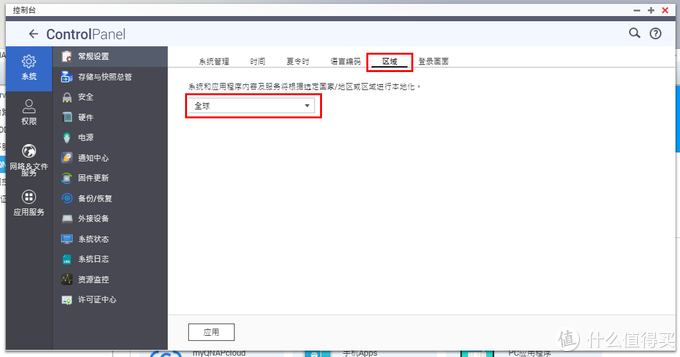 控制台
ControlPanel
系统
权限
网络&文件
服务
应用服务
常规设置
存储与快照总管
安全
硬件
电源
通知中心
固件更新
备份/恢复
外接设备
系统状态
系统日志
资源监控
许可证中心
系统管理 时间 夏令时 语言编码 区域 登录画面
系统和应用程序内容及服务将根据选定国家/地区或区域进行本地化。
全球
应用
myQNAPcloud 手机Apps PC应用程序
值 什么值得买